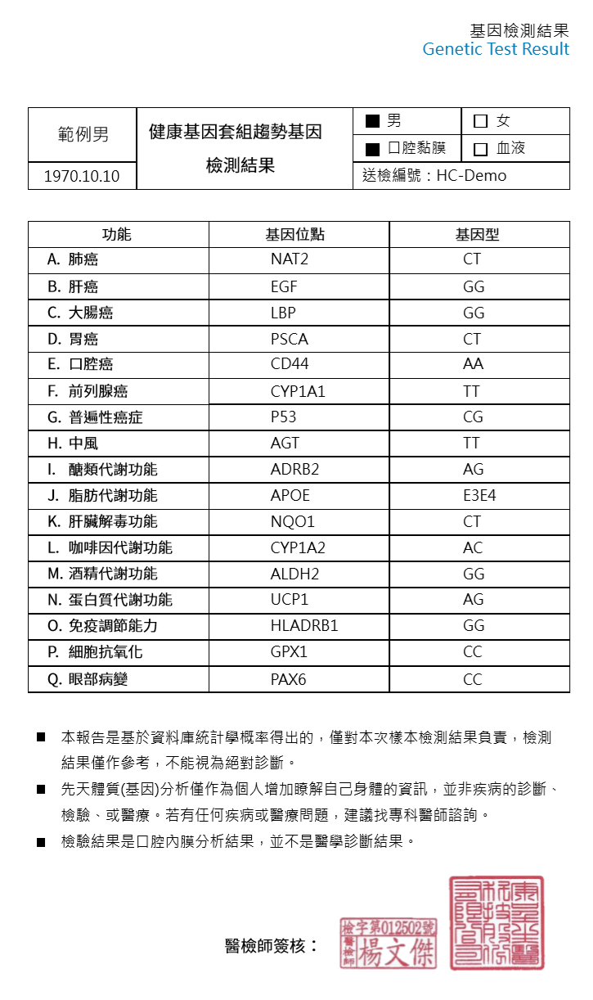 基因檢測結果
Genetic Test Result
範例男
1970.10.10
健康基因套組趨勢基因
檢測結果
■ 男 □ 女
■ 口腔黏膜 □ 血液
送檢編號：HC-Demo
功能 基因位點 基因型
A. 肺癌 NAT2 CT
B. 肝癌 EGF GG
C. 大腸癌 LBP GG
D. 胃癌 PSCA CT
E. 口腔癌 CD44 AA
F. 前列腺癌 CYP1A1 TT
G. 普遍性癌症 P53 CG
H. 中風 AGT TT
I. 醣類代謝功能 ADRB2 AG
J. 脂肪代謝功能 APOE E3E4
K. 肝臟解毒功能 NQO1 CT
L. 咖啡因代謝功能 CYP1A2 AC
M. 酒精代謝功能 ALDH2 GG
N. 蛋白質代謝功能 UCP1 AG
O. 免疫調節能力 HLADRB1 GG
P. 細胞抗氧化 GPX1 CC
Q. 眼部病變 PAX6 CC
■ 本報告是基於資料庫統計學概率得出的，僅對本次樣本檢測結果負責，檢測
結果僅作參考，不能視為絕對診斷。
■ 先天體質(基因)分析僅作為個人增加瞭解自己身體的資訊，並非疾病的診斷、
檢驗、或醫療。若有任何疾病或醫療問題，建議找專科醫師諮詢。
■ 檢驗結果是口腔內膜分析結果，並不是醫學診斷結果。
醫檢師簽核：
檢字第012502號
醫檢師 楊文傑